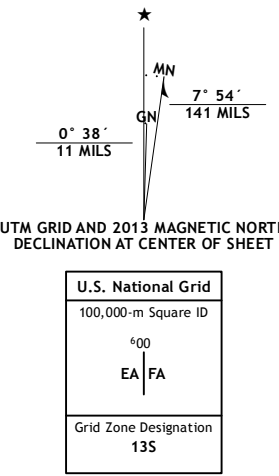 ★
MN
7° 54´
141 MILS
GN
0° 38´
11 MILS
UTM GRID AND 2013 MAGNETIC NORTH
DECLINATION AT CENTER OF SHEET
U.S. National Grid
100,000-m Square ID
⁶00
EA FA
Grid Zone Designation
13S